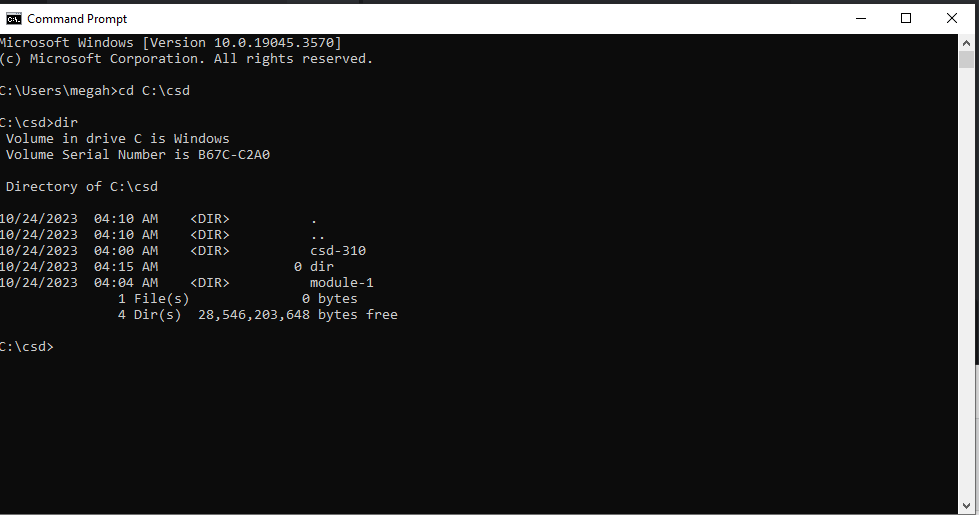 Command Prompt
Microsoft Windows [Version 10.0.19045.3570]
(c) Microsoft Corporation. All rights reserved.
C:\Users\megah>cd C:\csd
C:\csd>dir
 Volume in drive C is Windows
 Volume Serial Number is B67C-C2A0
 Directory of C:\csd
10/24/2023  04:10 AM    <DIR>          .
10/24/2023  04:10 AM    <DIR>          ..
10/24/2023  04:00 AM    <DIR>          csd-310
10/24/2023  04:15 AM                 0 dir
10/24/2023  04:04 AM    <DIR>          module-1
               1 File(s)              0 bytes
               4 Dir(s)  28,546,203,648 bytes free
C:\csd>